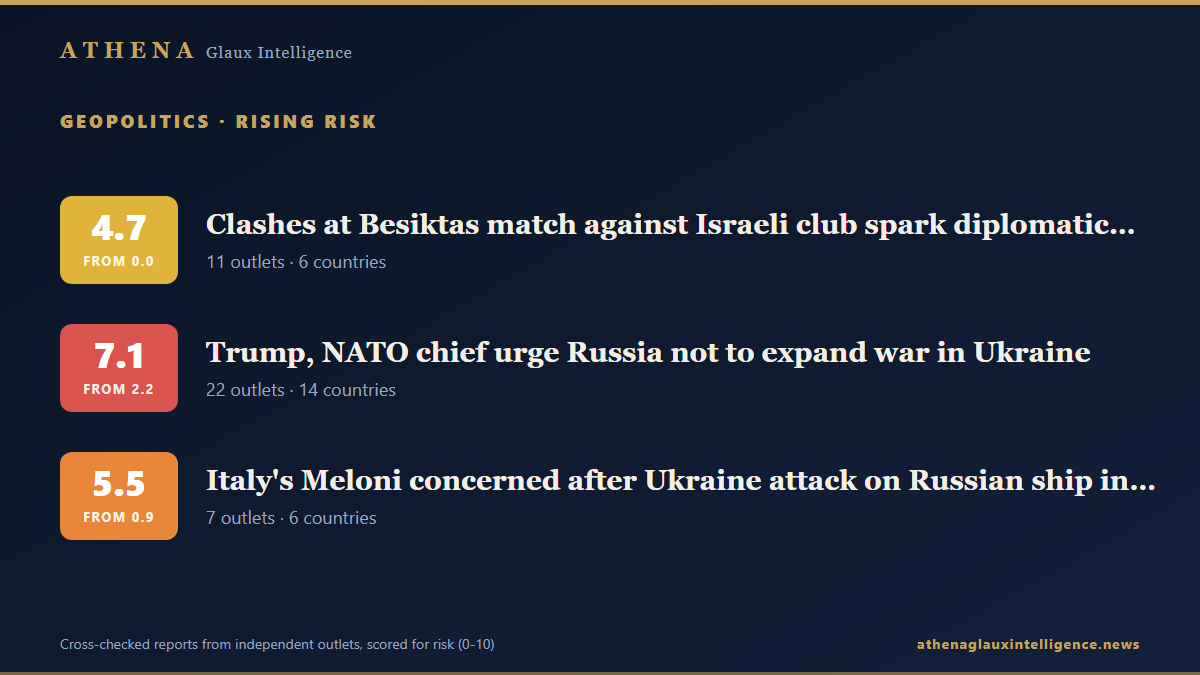 ATHENA Glaux Intelligence
GEOPOLITICS · RISING RISK
4.7
FROM 0.0
Clashes at Besiktas match against Israeli club spark diplomatic...
11 outlets · 6 countries
7.1
FROM 2.2
Trump, NATO chief urge Russia not to expand war in Ukraine
22 outlets · 14 countries
5.5
FROM 0.9
Italy's Meloni concerned after Ukraine attack on Russian ship in...
7 outlets · 6 countries
Cross-checked reports from independent outlets, scored for risk (0-10)
athenaglauxintelligence.news